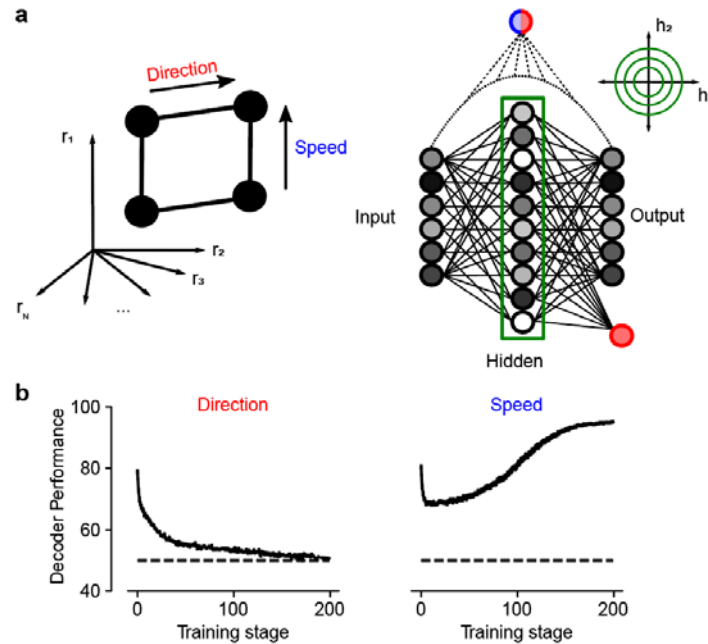 a
Direction
Speed
r₁
r₂
r₃
r_N
...
h₂
h
Input
Output
Hidden
b
Direction
Speed
Decoder Performance
100
80
60
40
0
100
200
Training stage
0
100
200
Training stage